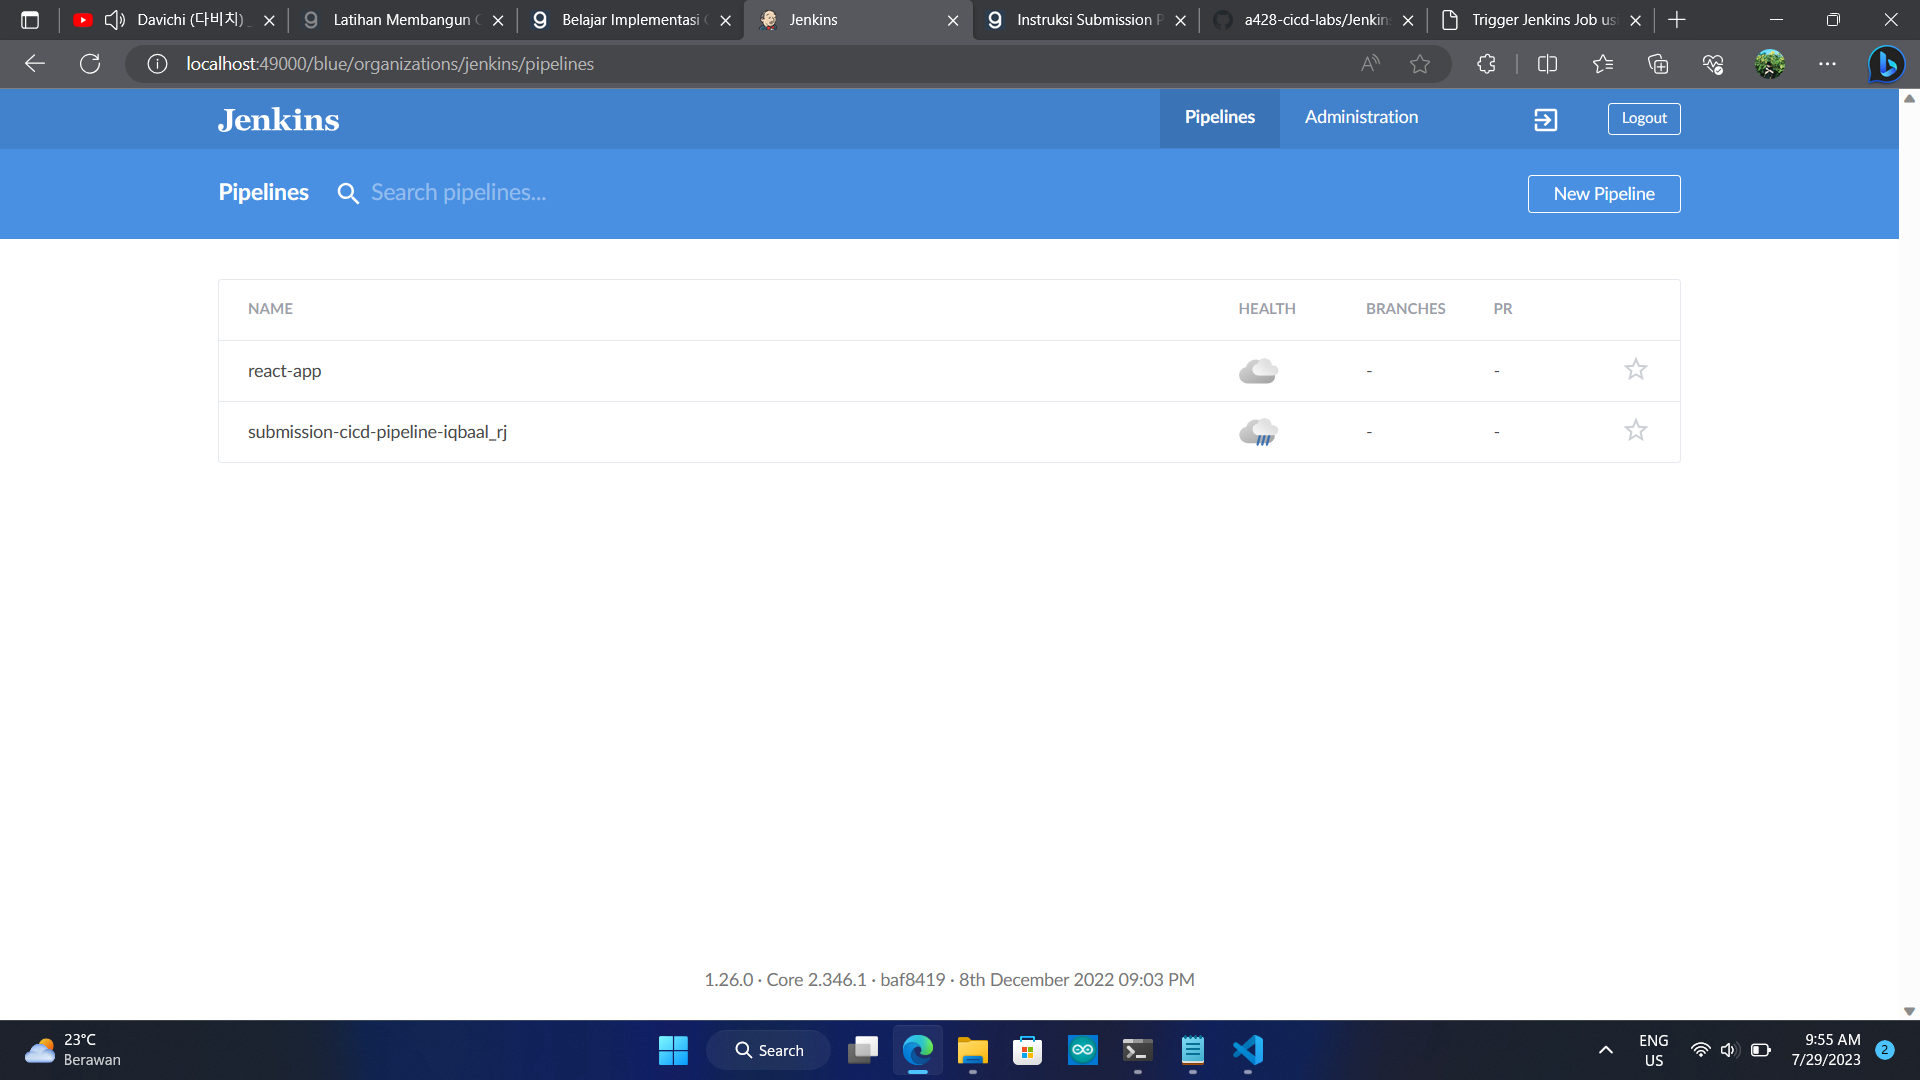 Davichi (다비치)
Latihan Membangun
Belajar Implementasi
Jenkins
Instruksi Submission P
a428-cicd-labs/Jenkins
Trigger Jenkins Job us
localhost:49000/blue/organizations/jenkins/pipelines
Jenkins
Pipelines
Administration
Logout
Pipelines
Search pipelines...
New Pipeline
NAME HEALTH BRANCHES PR
react-app - -
submission-cicd-pipeline-iqbaal_rj - -
1.26.0 · Core 2.346.1 · baf8419 · 8th December 2022 09:03 PM
23°C
Berawan
Search
ENG
US
9:55 AM
7/29/2023
2